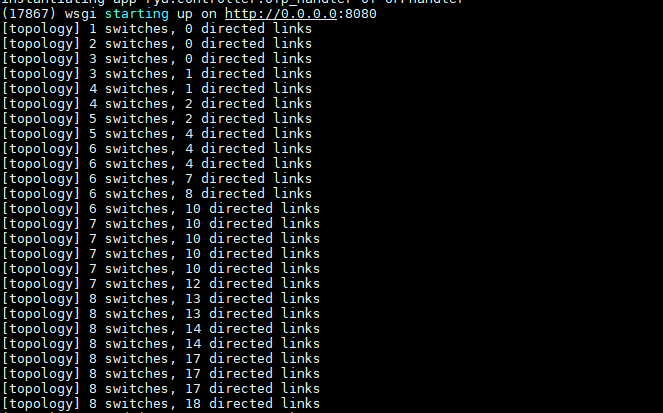 (17867) wsgi starting up on http://0.0.0.0:8080
[topology] 1 switches, 0 directed links
[topology] 2 switches, 0 directed links
[topology] 3 switches, 0 directed links
[topology] 3 switches, 1 directed links
[topology] 4 switches, 1 directed links
[topology] 4 switches, 2 directed links
[topology] 5 switches, 2 directed links
[topology] 5 switches, 4 directed links
[topology] 6 switches, 4 directed links
[topology] 6 switches, 4 directed links
[topology] 6 switches, 7 directed links
[topology] 6 switches, 8 directed links
[topology] 6 switches, 10 directed links
[topology] 7 switches, 10 directed links
[topology] 7 switches, 10 directed links
[topology] 7 switches, 10 directed links
[topology] 7 switches, 10 directed links
[topology] 7 switches, 12 directed links
[topology] 8 switches, 13 directed links
[topology] 8 switches, 13 directed links
[topology] 8 switches, 14 directed links
[topology] 8 switches, 14 directed links
[topology] 8 switches, 17 directed links
[topology] 8 switches, 17 directed links
[topology] 8 switches, 17 directed links
[topology] 8 switches, 18 directed links